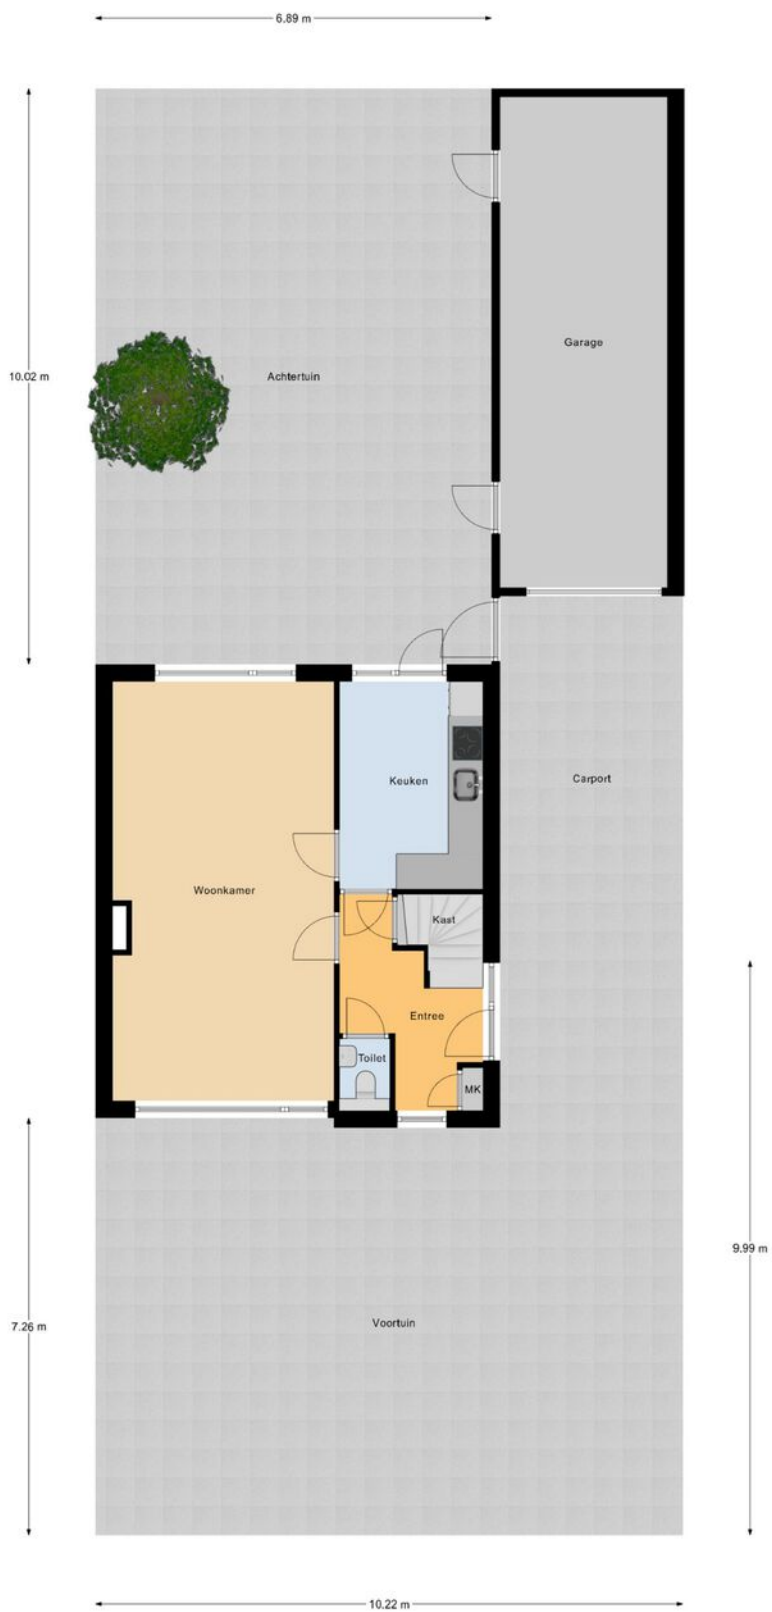 6.89 m
Garage
10.02 m
Achtertuin
Keuken
Carport
Woonkamer
Kast
Entree
Toilet
MK
9.99 m
7.26 m
Voortuin
10.22 m